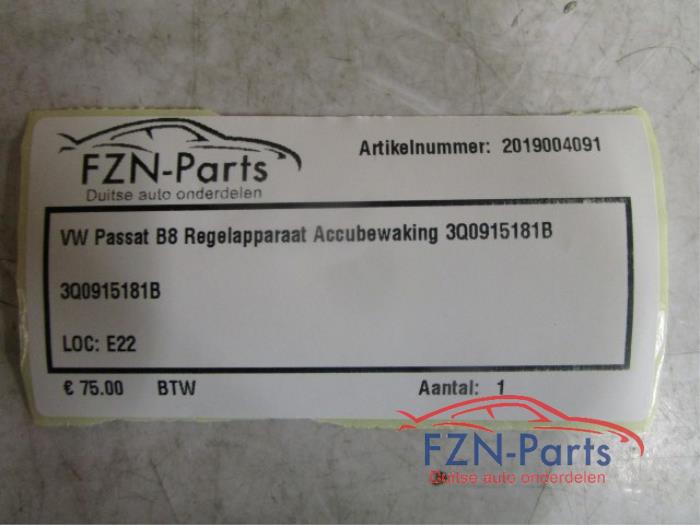 FZN-Parts
Duitse auto onderdelen
Artikelnummer: 2019004091
VW Passat B8 Regelapparaat Accubewaking 3Q0915181B
3Q0915181B
LOC: E22
€ 75.00 BTW Aantal: 1
FZN-Parts
Duitse auto onderdelen